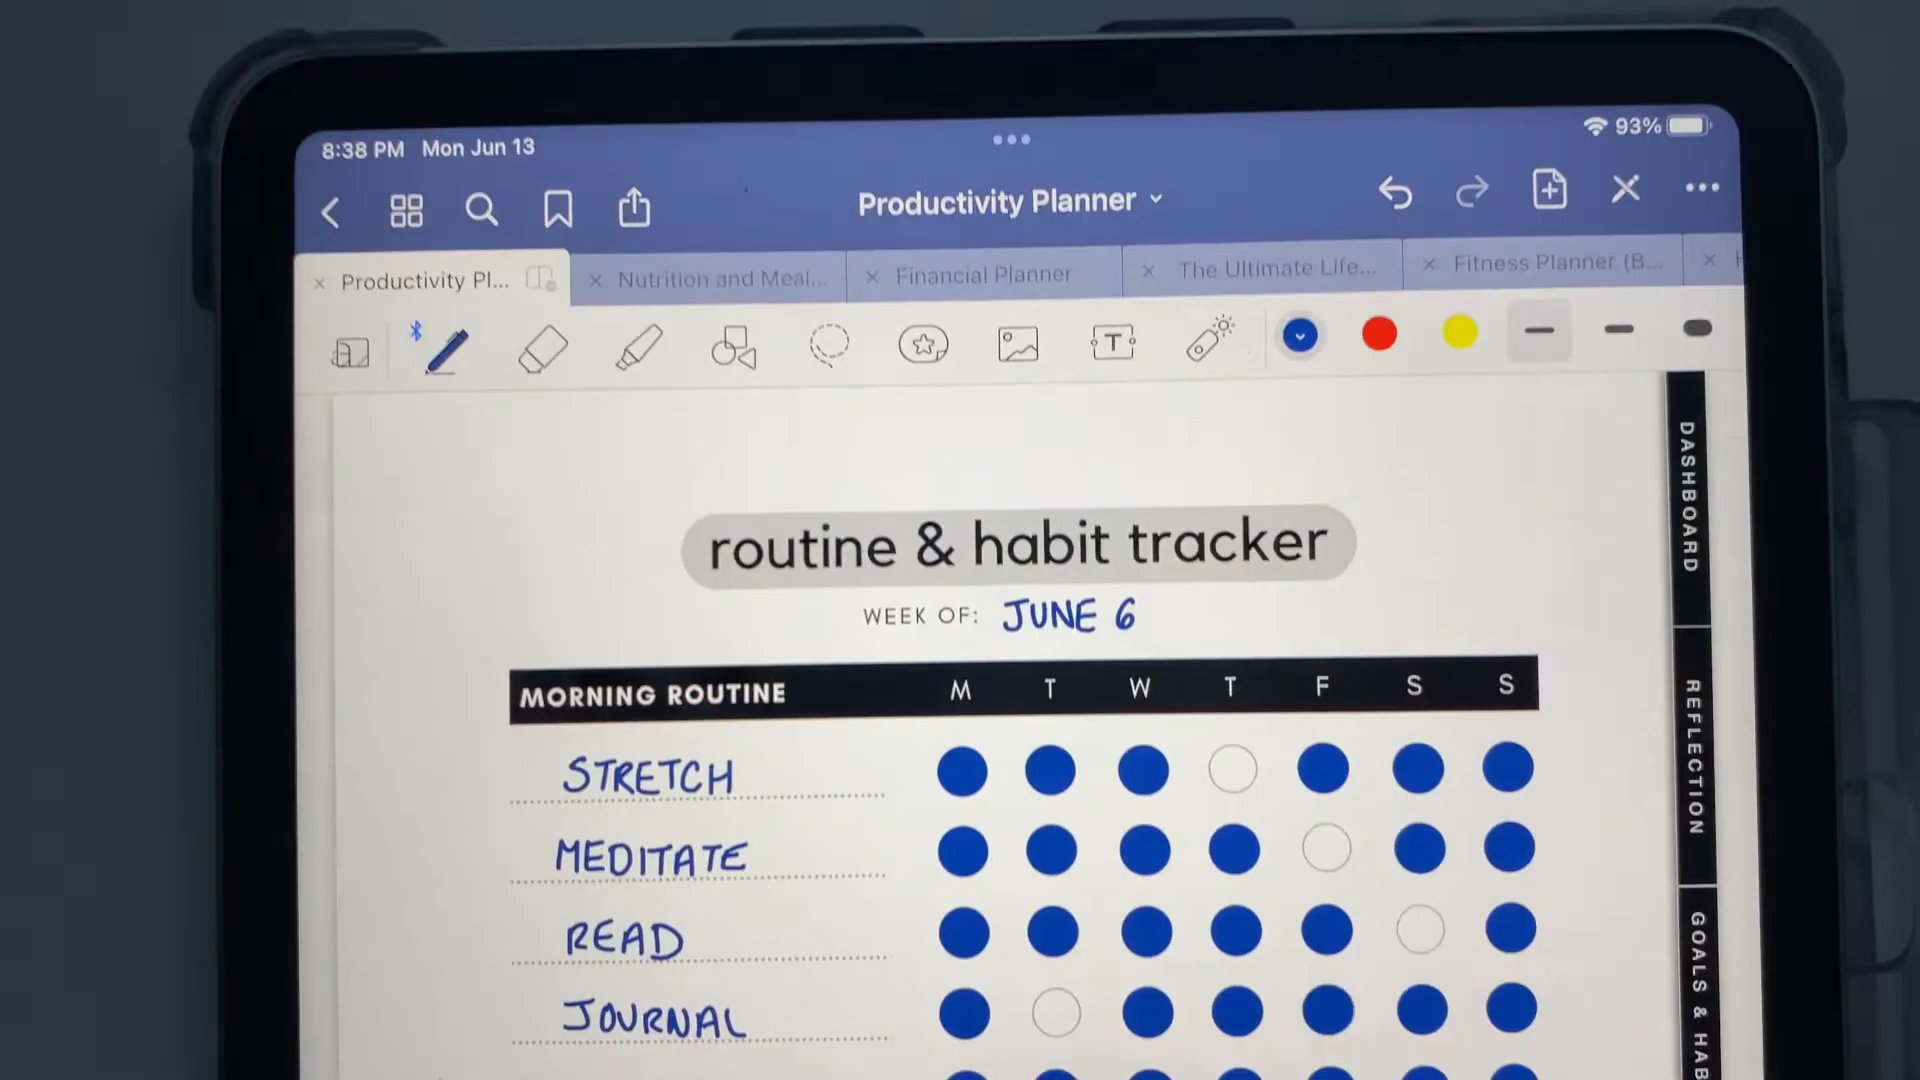 8:38 PM Mon Jun 13
93%
Productivity Planner
Productivity Pl...
Nutrition and Meal...
Financial Planner
The Ultimate Life...
Fitness Planner (B...
T
routine & habit tracker
WEEK OF: JUNE 6
MORNING ROUTINE M T W T F S S
STRETCH
MEDITATE
READ
JOURNAL
DASHBOARD
REFLECTION
GOALS & HAB